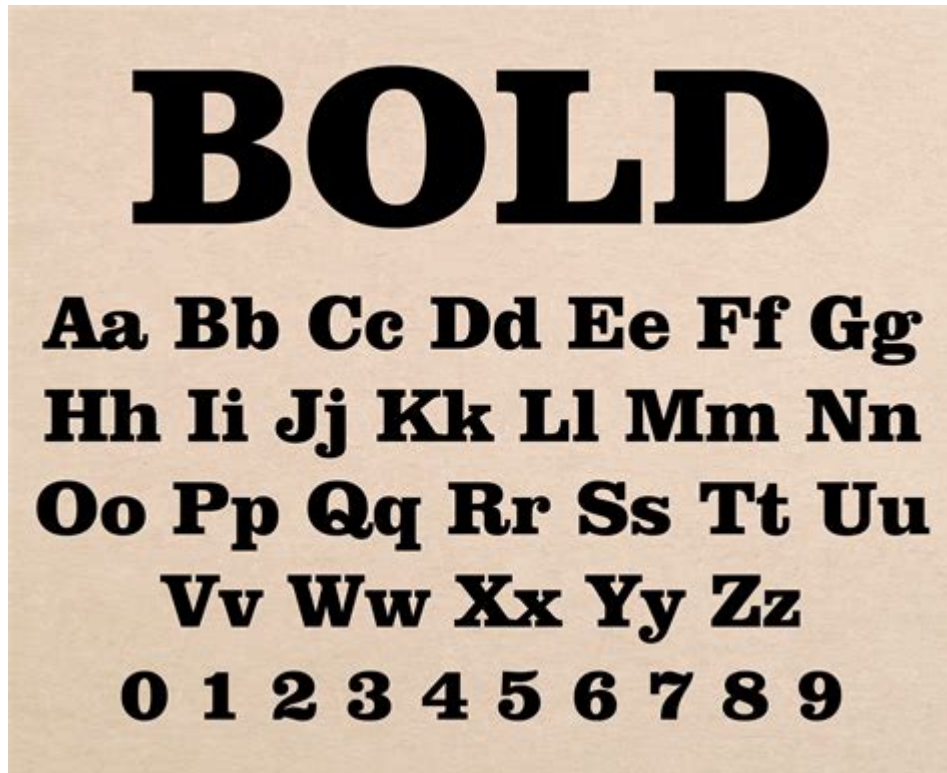 BOLD
Aa Bb Cc Dd Ee Ff Gg
Hh Ii Jj Kk Ll Mm Nn
Oo Pp Qq Rr Ss Tt Uu
Vv Ww Xx Yy Zz
0 1 2 3 4 5 6 7 8 9